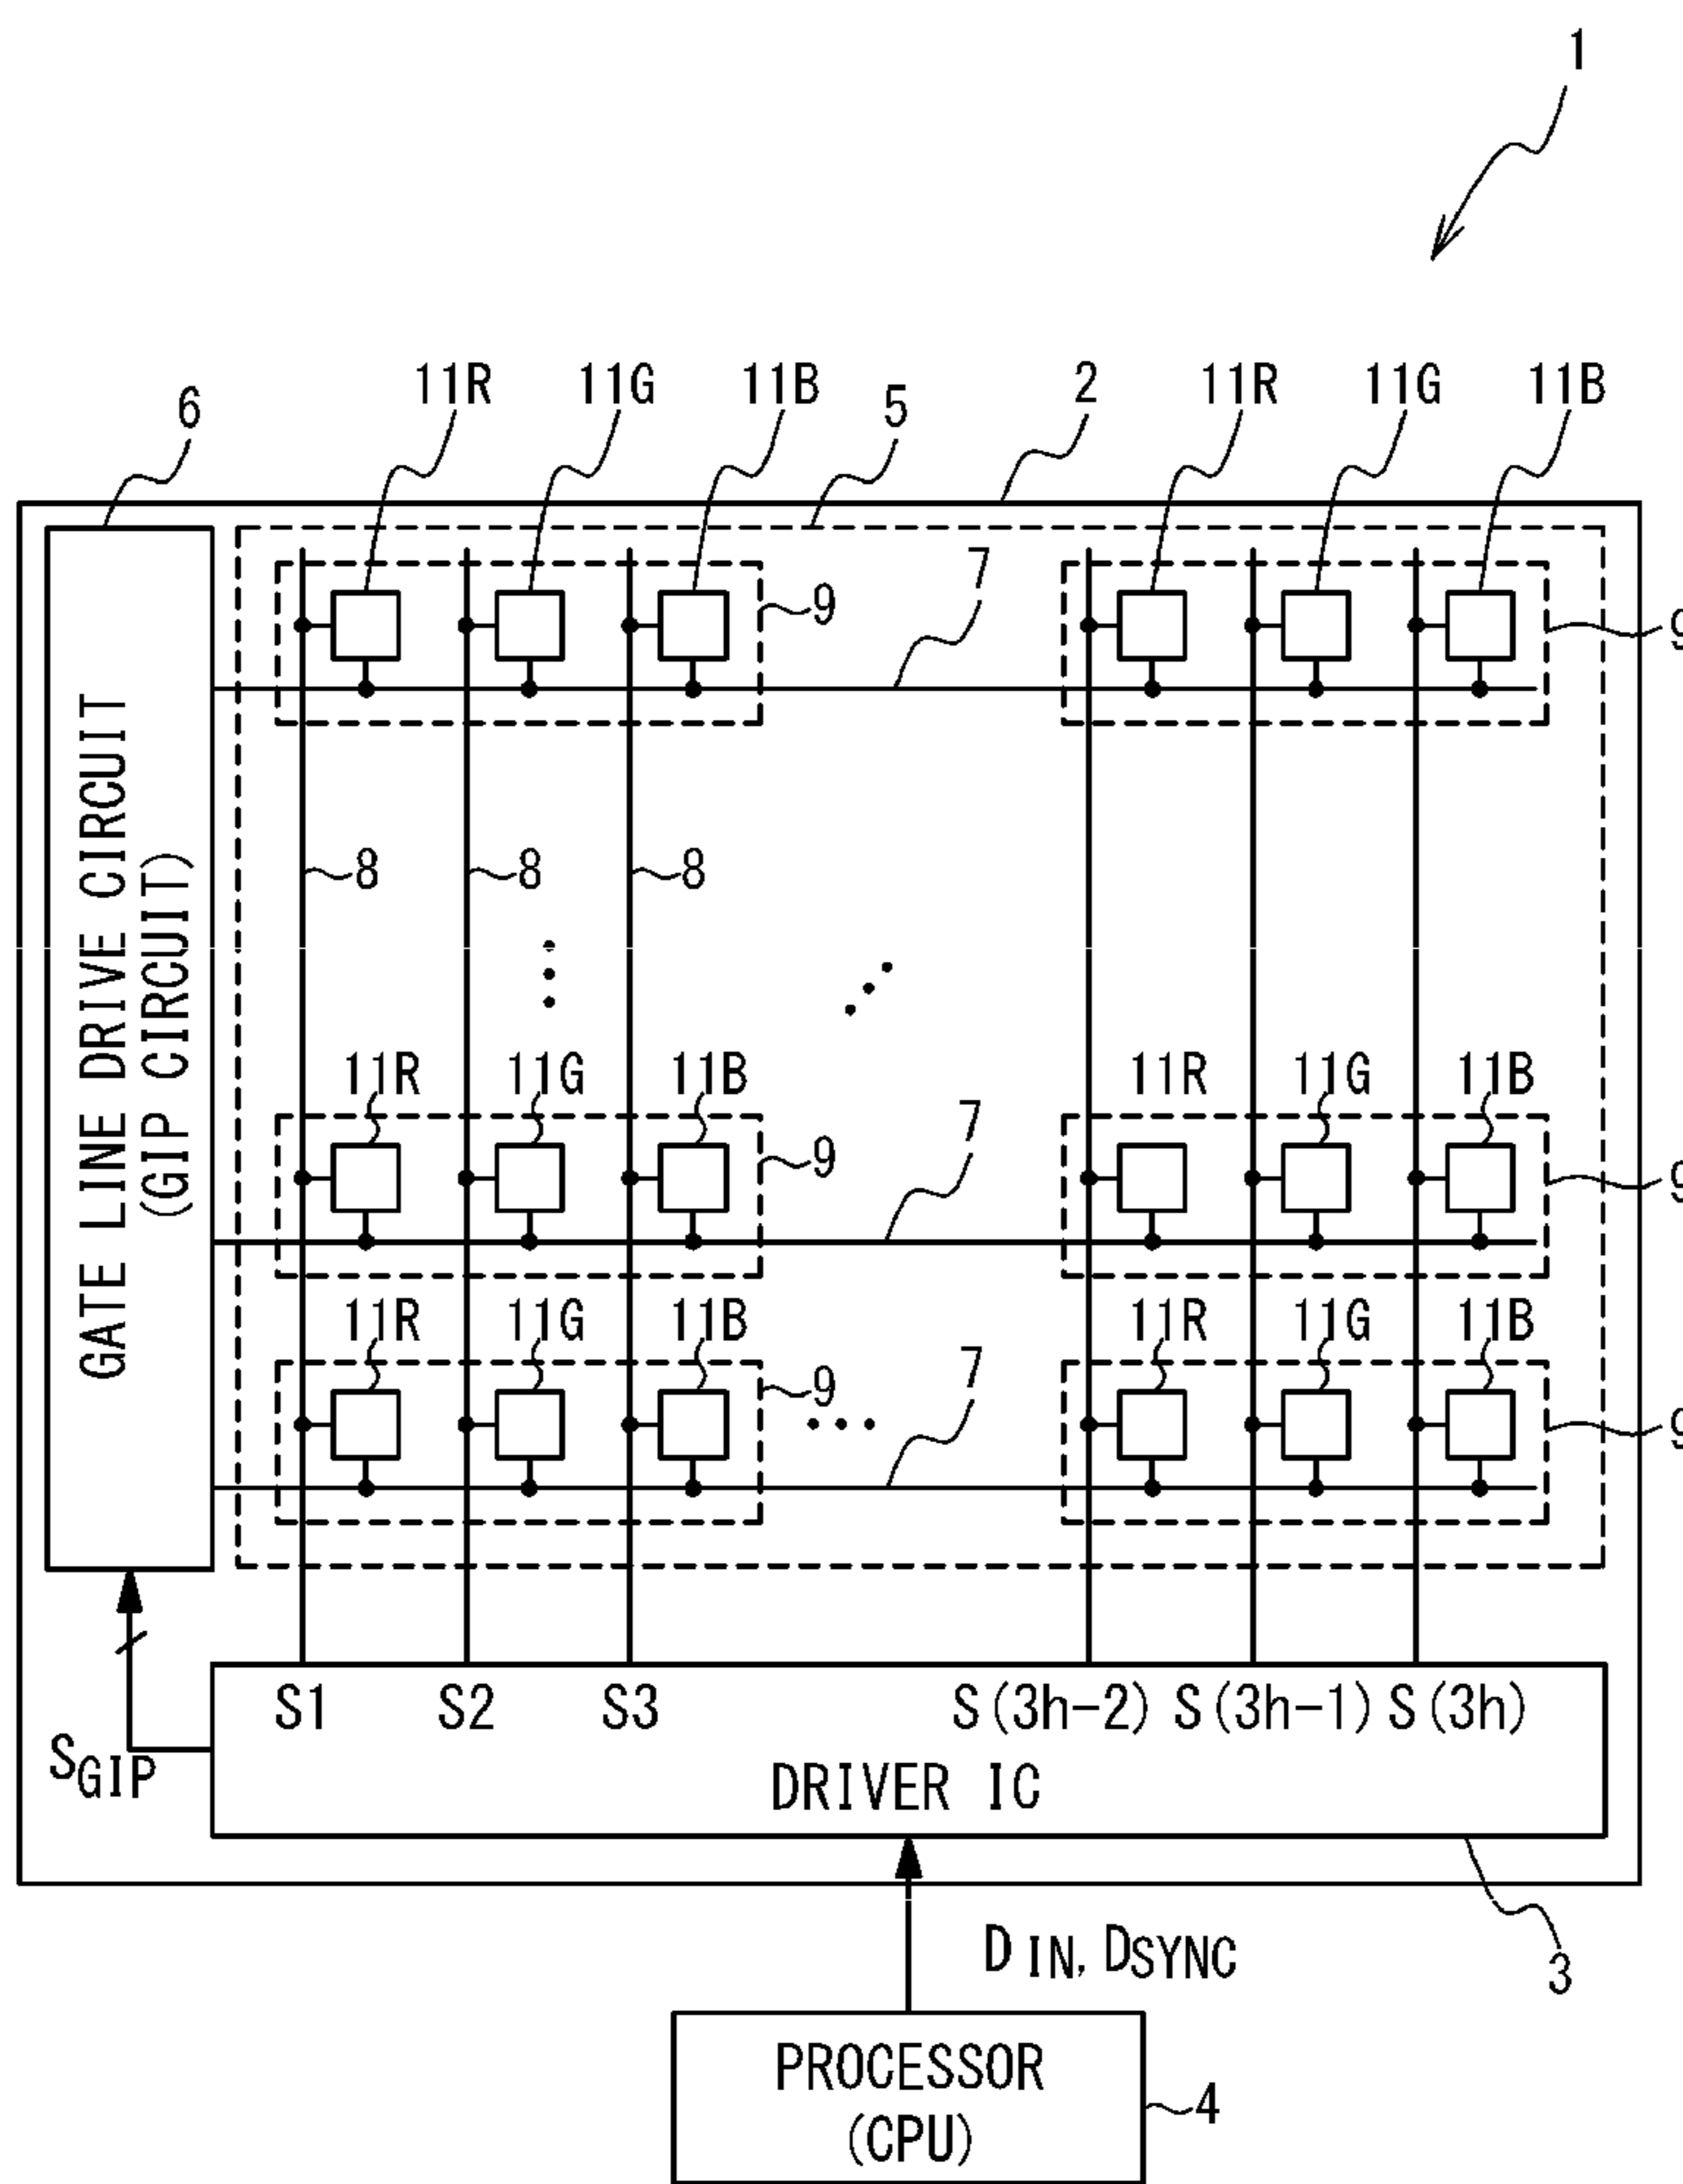 1
6 11R 11G 11B 5 2 11R 11G 11B
7
9 9
8 8 8
GATE LINE DRIVE CIRCUIT
(GIP CIRCUIT)
11R 11G 11B 7 11R 11G 11B
9 9
11R 11G 11B 7 11R 11G 11B
9 9
S1 S2 S3 S(3h-2) S(3h-1) S(3h)
SGIP
DRIVER IC
DIN, DSYNC
3
PROCESSOR
(CPU)
4